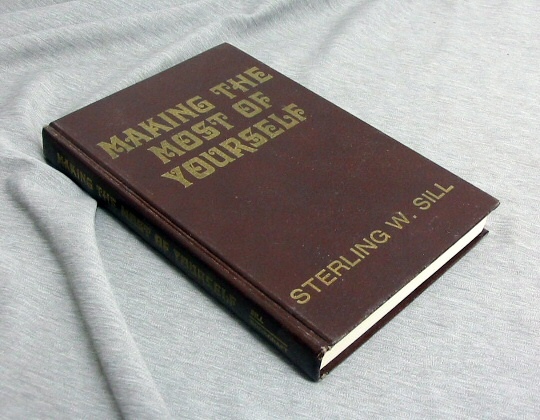 MAKING THE
MOST OF
YOURSELF
STERLING W. SILL
MAKING THE MOST OF YOURSELF
SILL